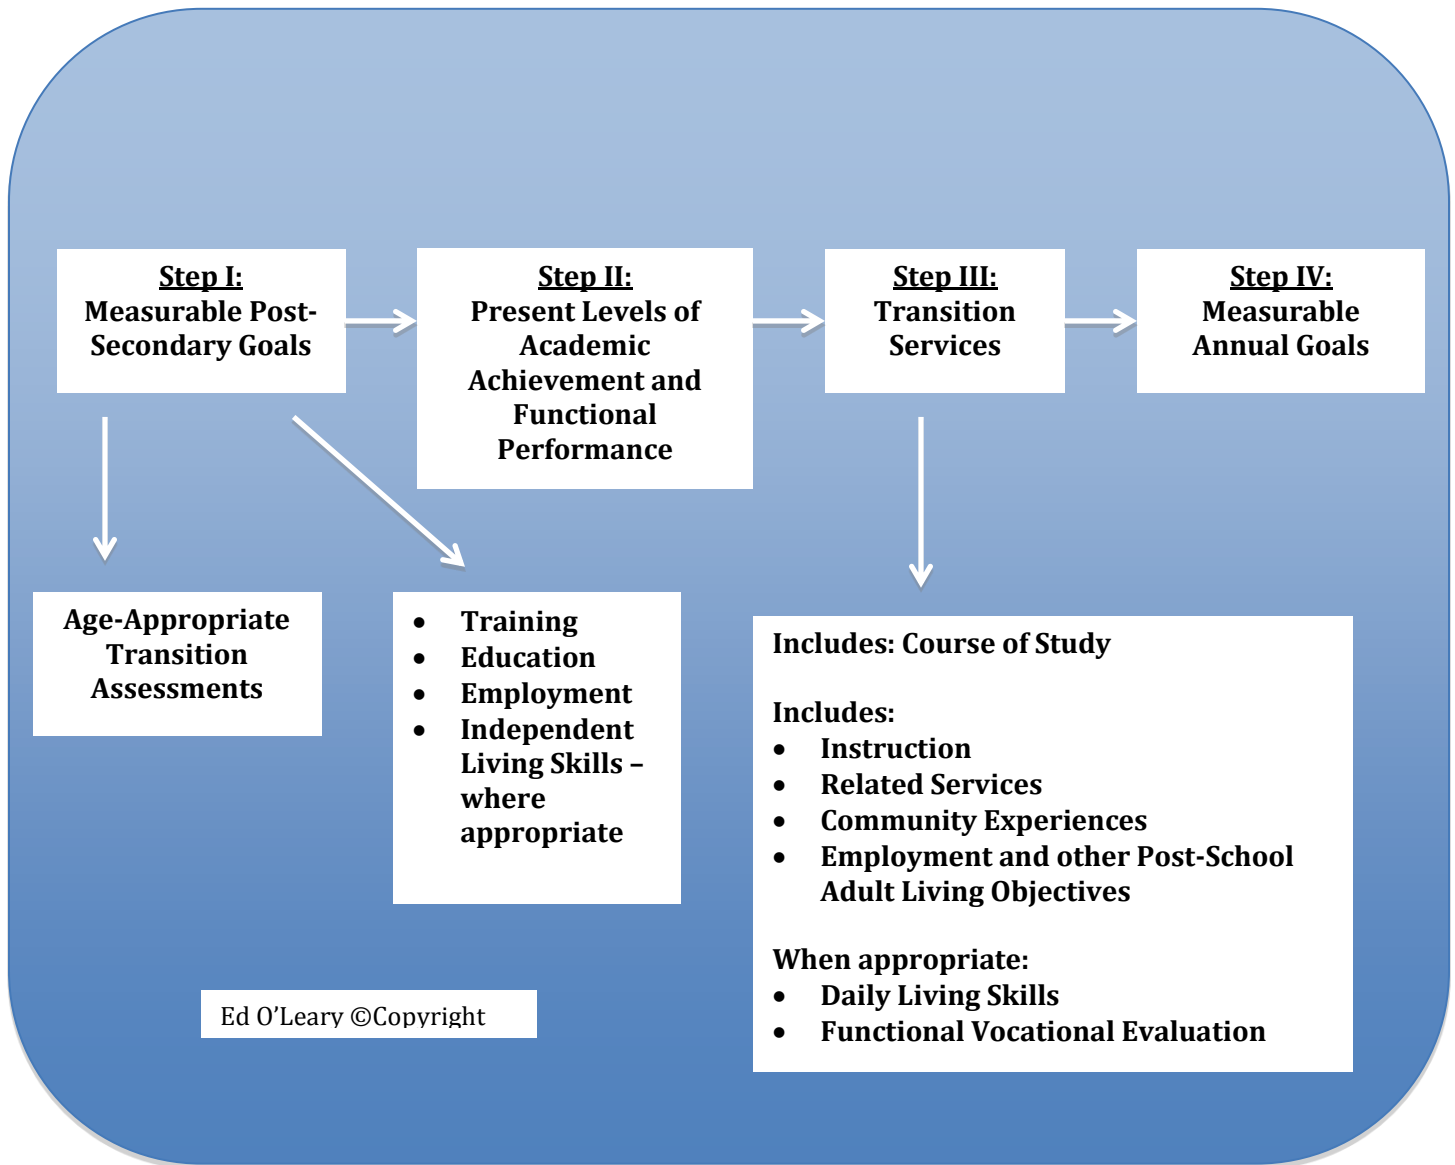 Step I:
Measurable Post-
Secondary Goals
Step II:
Present Levels of
Academic
Achievement and
Functional
Performance
Step III:
Transition
Services
Step IV:
Measurable
Annual Goals
Age-Appropriate
Transition
Assessments
• Training
• Education
• Employment
• Independent
Living Skills –
where
appropriate
Includes: Course of Study
Includes:
• Instruction
• Related Services
• Community Experiences
• Employment and other Post-School
Adult Living Objectives
When appropriate:
• Daily Living Skills
• Functional Vocational Evaluation
Ed O’Leary ©Copyright